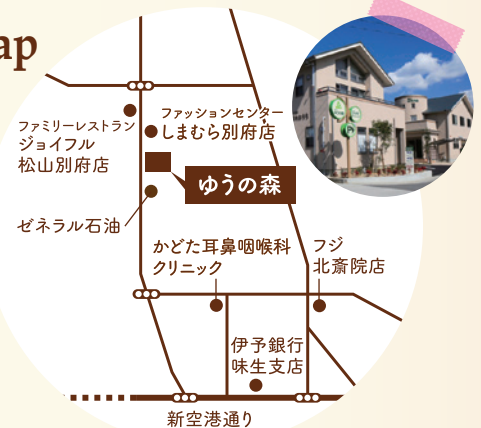 ap
ファミリーレストラン
ジョイフル
松山別府店
ファッションセンター
しまむら別府店
ゆうの森
ゼネラル石油
かどた耳鼻咽喉科
クリニック
フジ
北斎院店
伊予銀行
味生支店
新空港通り